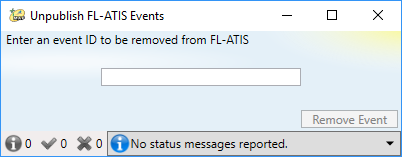 Unpublish FL-ATIS Events
Enter an event ID to be removed from FL-ATIS
Remove Event
0 0 0 No status messages reported.